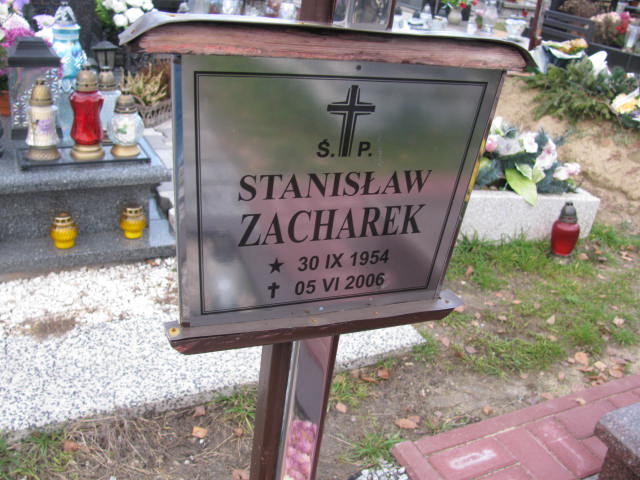 Ś. P.
STANISŁAW
ZACHAREK
★ 30 IX 1954
✝ 05 VI 2006